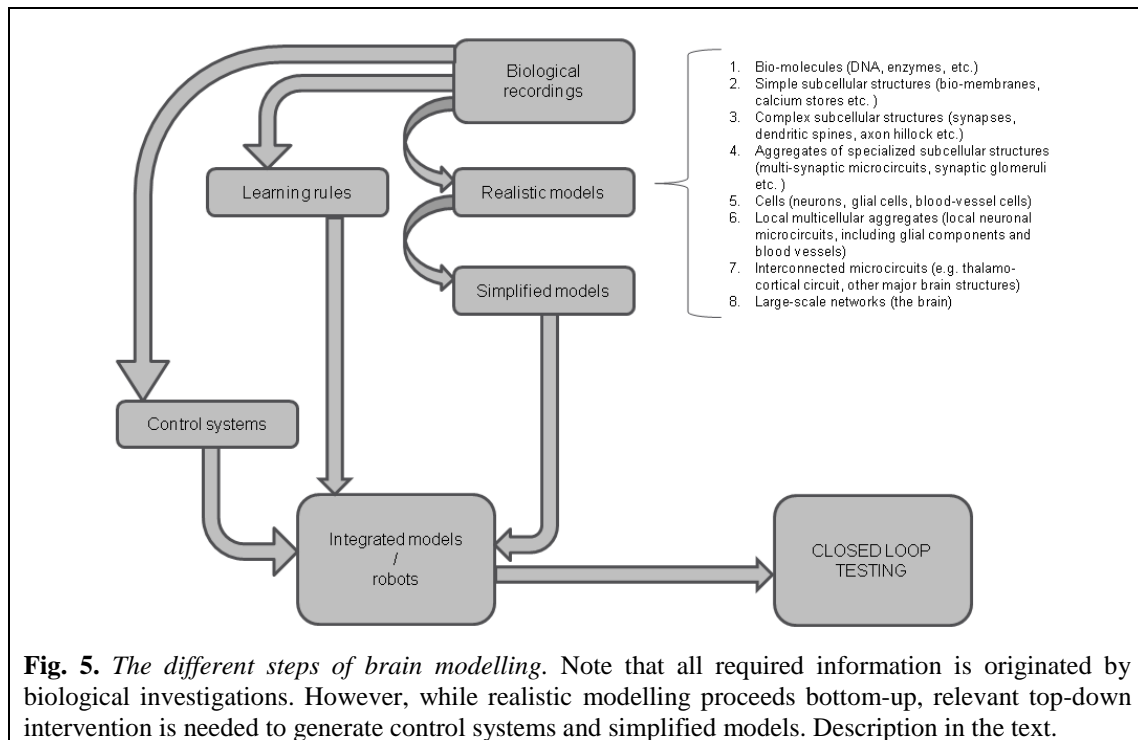 Biological
recordings
1. Bio-molecules (DNA, enzymes, etc.)
2. Simple subcellular structures (bio-membranes,
calcium stores etc. )
3. Complex subcellular structures (synapses,
dendritic spines, axon hillock etc.)
4. Aggregates of specialized subcellular structures
(multi-synaptic microcircuits, synaptic glomeruli
etc. )
5. Cells (neurons, glial cells, blood-vessel cells)
6. Local multicellular aggregates (local neuronal
microcircuits, including glial components and
blood vessels)
7. Interconnected microcircuits (e.g. thalamo-
cortical circuit, other major brain structures)
8. Large-scale networks (the brain)
Learning rules
Realistic models
Simplified models
Control systems
Integrated models
/
robots
CLOSED LOOP
TESTING
Fig. 5. The different steps of brain modelling. Note that all required information is originated by
biological investigations. However, while realistic modelling proceeds bottom-up, relevant top-down
intervention is needed to generate control systems and simplified models. Description in the text.